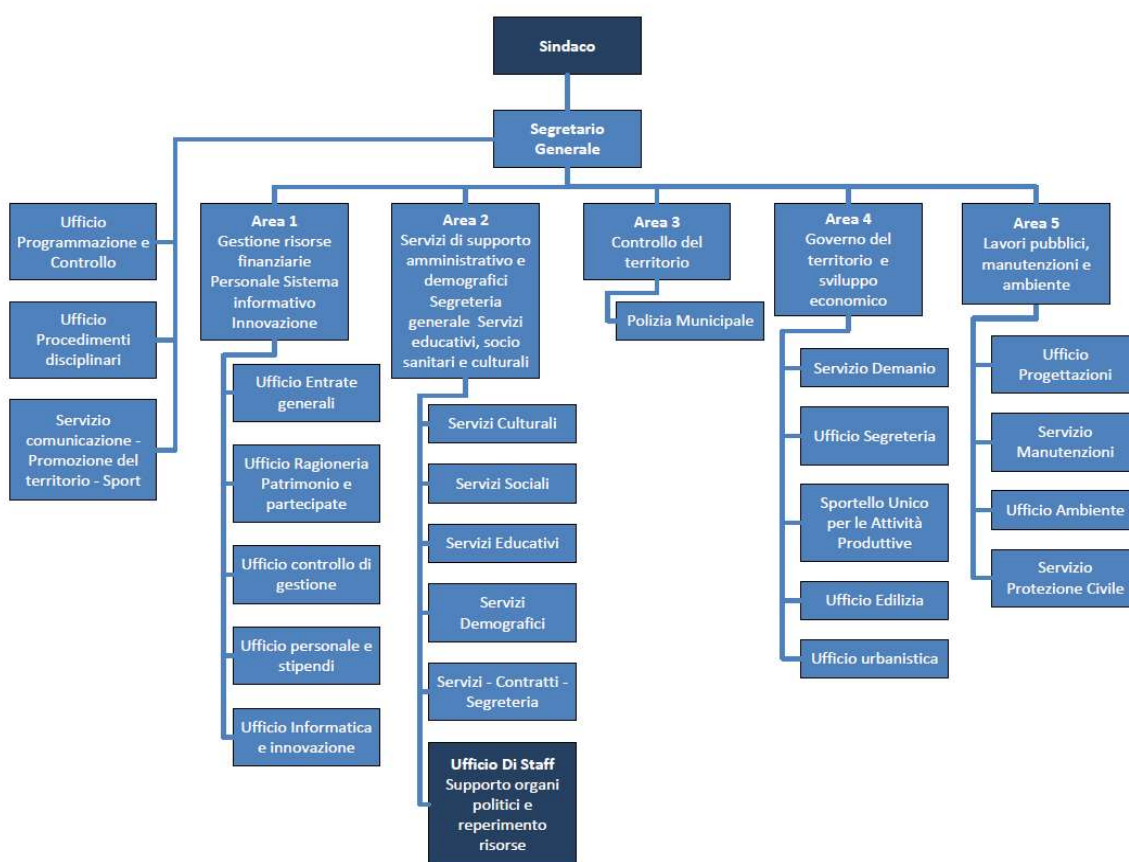 Sindaco
Segretario
Generale
Ufficio
Programmazione e
Controllo
Ufficio
Procedimenti
disciplinari
Servizio
comunicazione -
Promozione del
territorio - Sport
Area 1
Gestione risorse
finanziarie
Personale Sistema
informativo
Innovazione
Ufficio Entrate
generali
Ufficio Ragioneria
Patrimonio e
partecipate
Ufficio controllo di
gestione
Ufficio personale e
stipendi
Ufficio Informatica
e innovazione
Area 2
Servizi di supporto
amministrativo e
demografici
Segreteria
generale Servizi
educativi, socio
sanitari e culturali
Servizi Culturali
Servizi Sociali
Servizi Educativi
Servizi
Demografici
Servizi - Contratti -
Segreteria
Ufficio Di Staff
Supporto organi
politici e
reperimento
risorse
Area 3
Controllo del
territorio
Polizia Municipale
Area 4
Governo del
territorio e
sviluppo
economico
Servizio Demanio
Ufficio Segreteria
Sportello Unico
per le Attività
Produttive
Ufficio Edilizia
Ufficio urbanistica
Area 5
Lavori pubblici,
manutenzioni e
ambiente
Ufficio
Progettazioni
Servizio
Manutenzioni
Ufficio Ambiente
Servizio
Protezione Civile